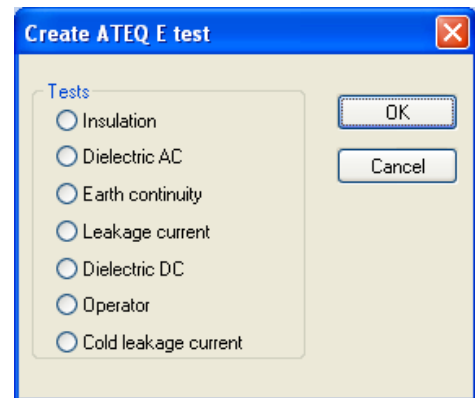 Create ATEQ E test
Tests
Insulation
Dielectric AC
Earth continuity
Leakage current
Dielectric DC
Operator
Cold leakage current
OK
Cancel